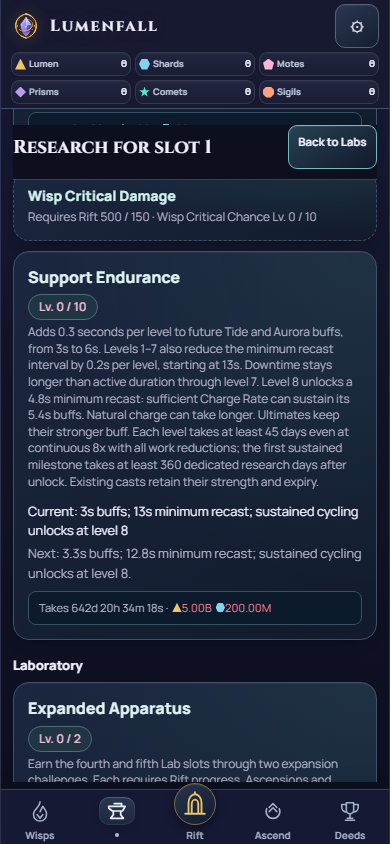 LUMENFALL
Lumen 0
Shards 0
Motes 0
Prisms 0
Comets 0
Sigils 0
RESEARCH FOR SLOT 1
Back to Labs
Wisp Critical Damage
Requires Rift 500 / 150 · Wisp Critical Chance Lv. 0 / 10
Support Endurance
Lv. 0 / 10
Adds 0.3 seconds per level to future Tide and Aurora buffs,
from 3s to 6s. Levels 1–7 also reduce the minimum recast
interval by 0.2s per level, starting at 13s. Downtime stays
longer than active duration through level 7. Level 8 unlocks a
4.8s minimum recast: sufficient Charge Rate can sustain its
5.4s buffs. Natural charge can take longer. Ultimates keep
their stronger buff. Each level takes at least 45 days even at
continuous 8x with all work reductions; the first sustained
milestone takes at least 360 dedicated research days after
unlock. Existing casts retain their strength and expiry.
Current: 3s buffs; 13s minimum recast; sustained cycling
unlocks at level 8
Next: 3.3s buffs; 12.8s minimum recast; sustained cycling
unlocks at level 8.
Takes 642d 20h 34m 18s · 5.00B 200.00M
Laboratory
Expanded Apparatus
Lv. 0 / 2
Earn the fourth and fifth Lab slots through two expansion
challenges. Each requires Rift progress, Ascensions and
Wisps
Rift
Ascend
Deeds